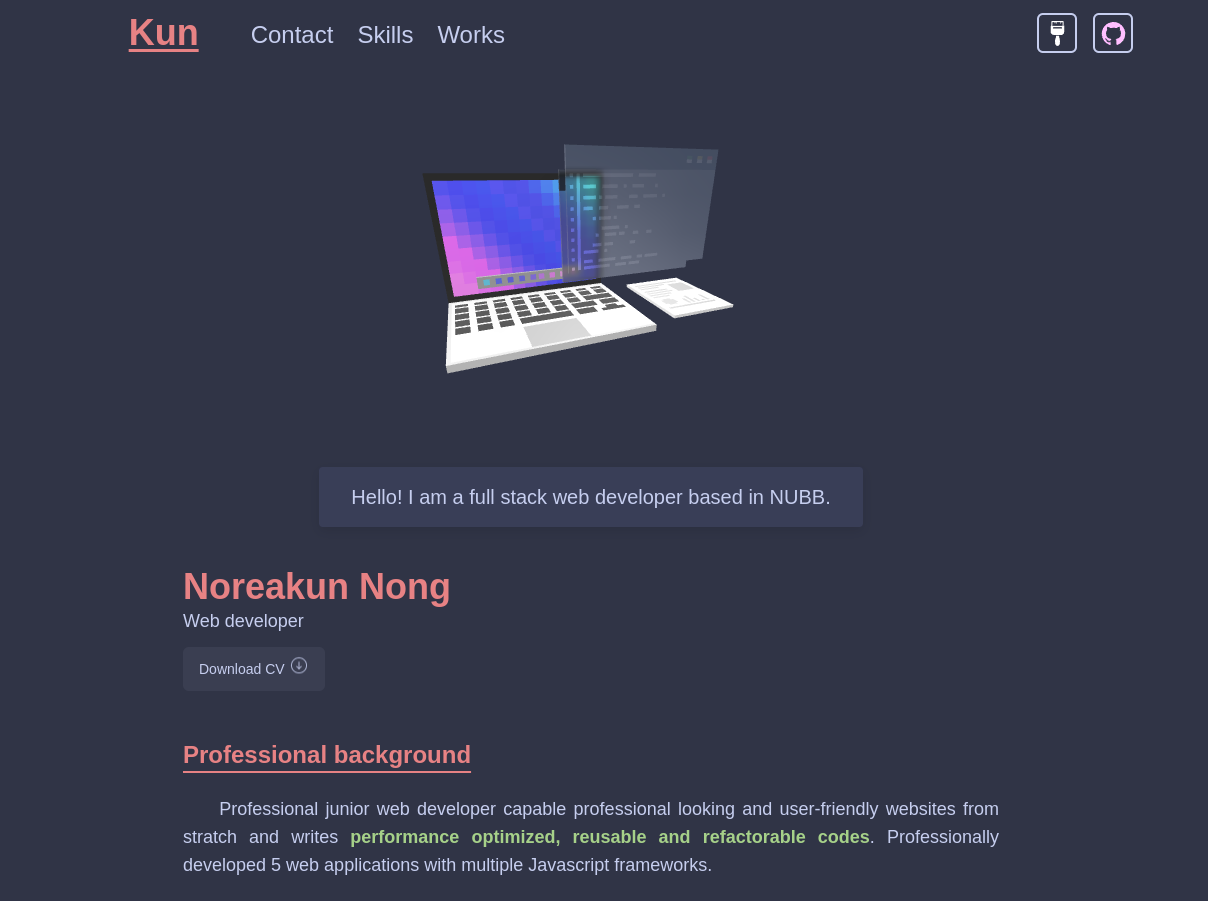 Kun
Contact
Skills
Works
Hello! I am a full stack web developer based in NUBB.
Noreakun Nong
Web developer
Download CV
Professional background
Professional junior web developer capable professional looking and user-friendly websites from
stratch and writes performance optimized, reusable and refactorable codes. Professionally
developed 5 web applications with multiple Javascript frameworks.